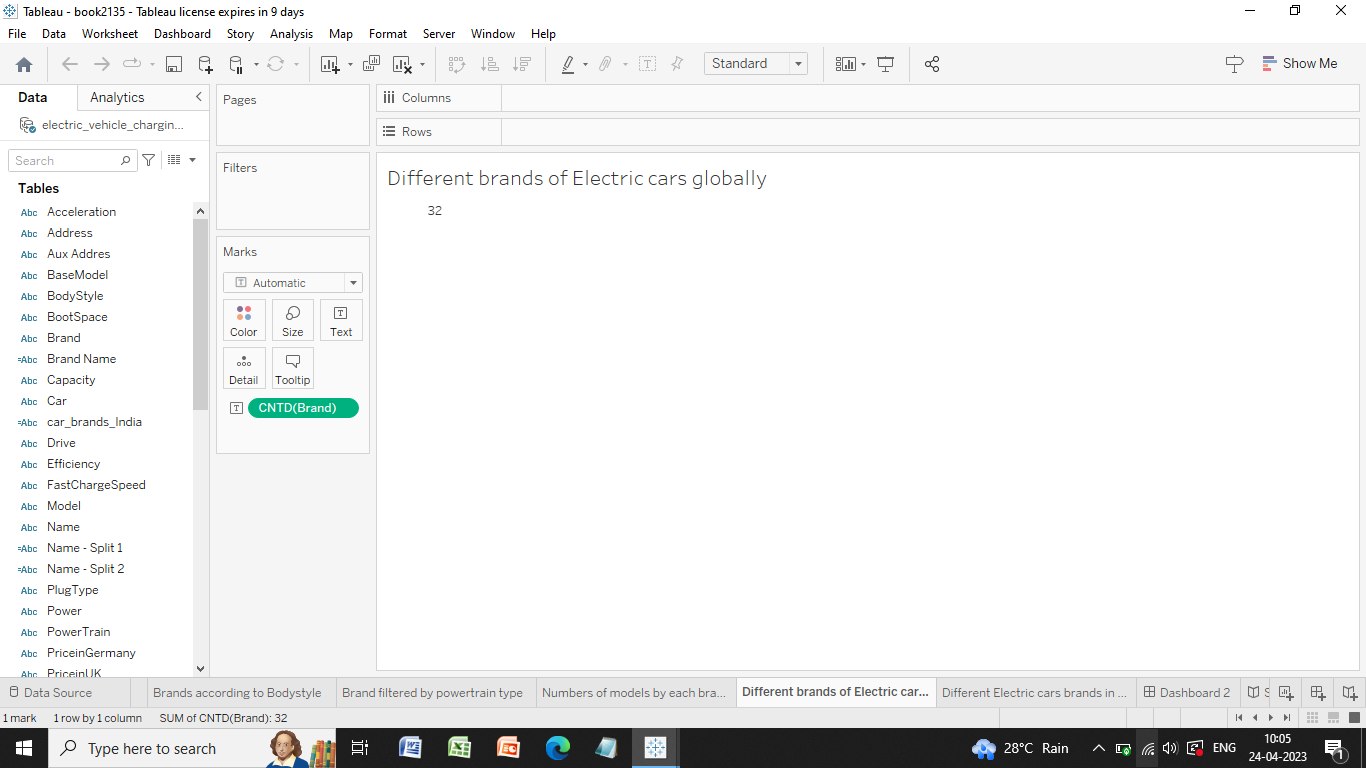 Tableau - book2135 - Tableau license expires in 9 days
File Data Worksheet Dashboard Story Analysis Map Format Server Window Help
Standard
Show Me
Data Analytics
electric_vehicle_chargin...
Search
Tables
Abc Acceleration
Abc Address
Abc Aux Addres
Abc BaseModel
Abc BodyStyle
Abc BootSpace
Abc Brand
=Abc Brand Name
Abc Capacity
Abc Car
=Abc car_brands_India
Abc Drive
Abc Efficiency
Abc FastChargeSpeed
Abc Model
Abc Name
=Abc Name - Split 1
=Abc Name - Split 2
Abc PlugType
Abc Power
Abc PowerTrain
Abc PriceinGermany
Abc PriceinUK
Pages
Filters
Marks
Automatic
Color Size Text
Detail Tooltip
CNTD(Brand)
Columns
Rows
Different brands of Electric cars globally
32
Data Source Brands according to Bodystyle Brand filtered by powertrain type Numbers of models by each bra... Different brands of Electric car... Different Electric cars brands in ... Dashboard 2 S
1 mark 1 row by 1 column SUM of CNTD(Brand): 32
Type here to search
28°C Rain
ENG
10:05
24-04-2023
1